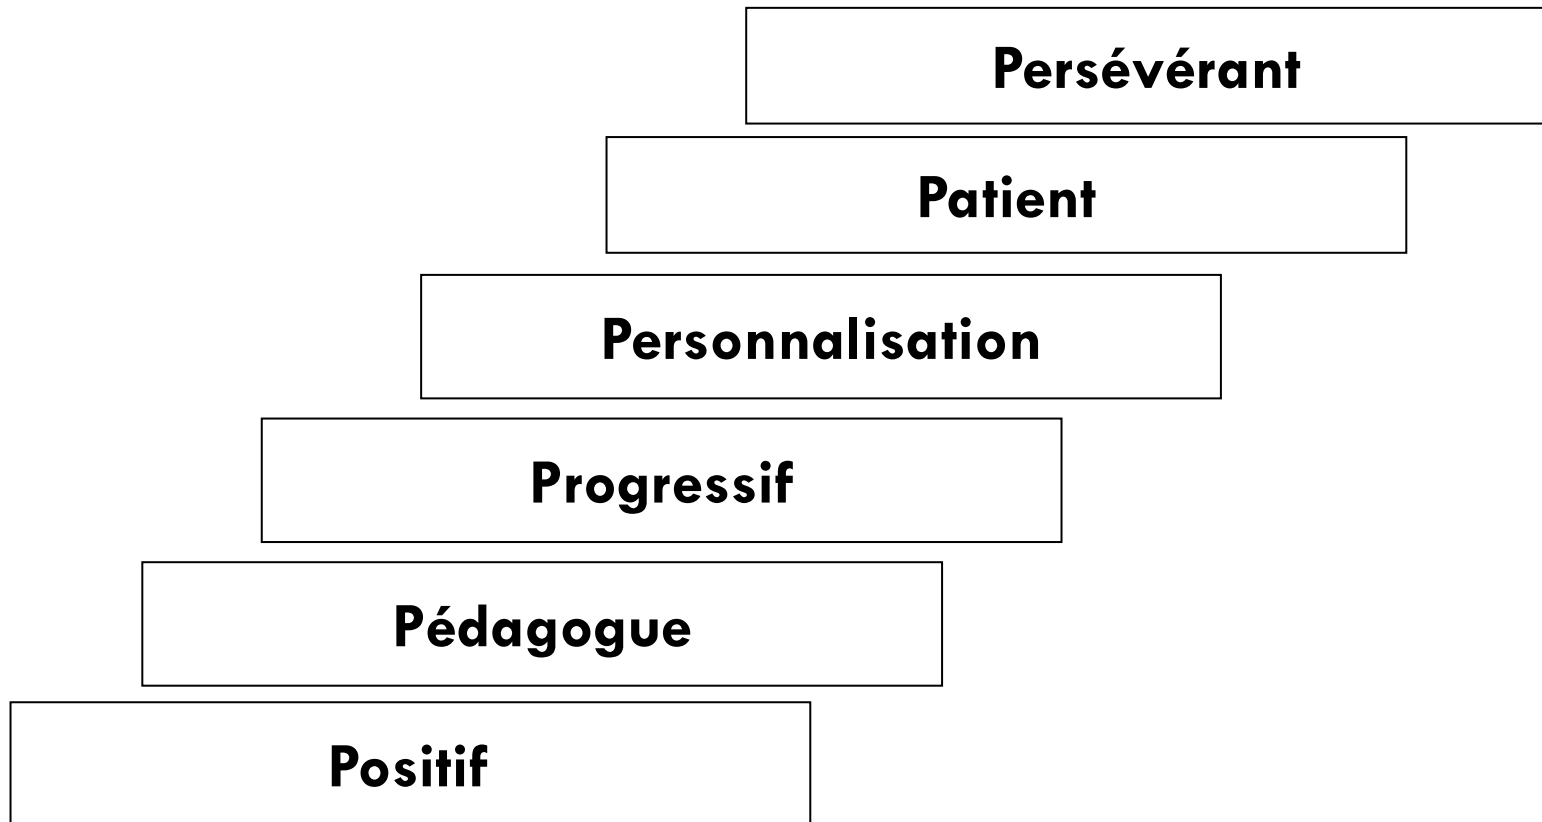 Persévérant
Patient
Personnalisation
Progressif
Pédagogue
Positif